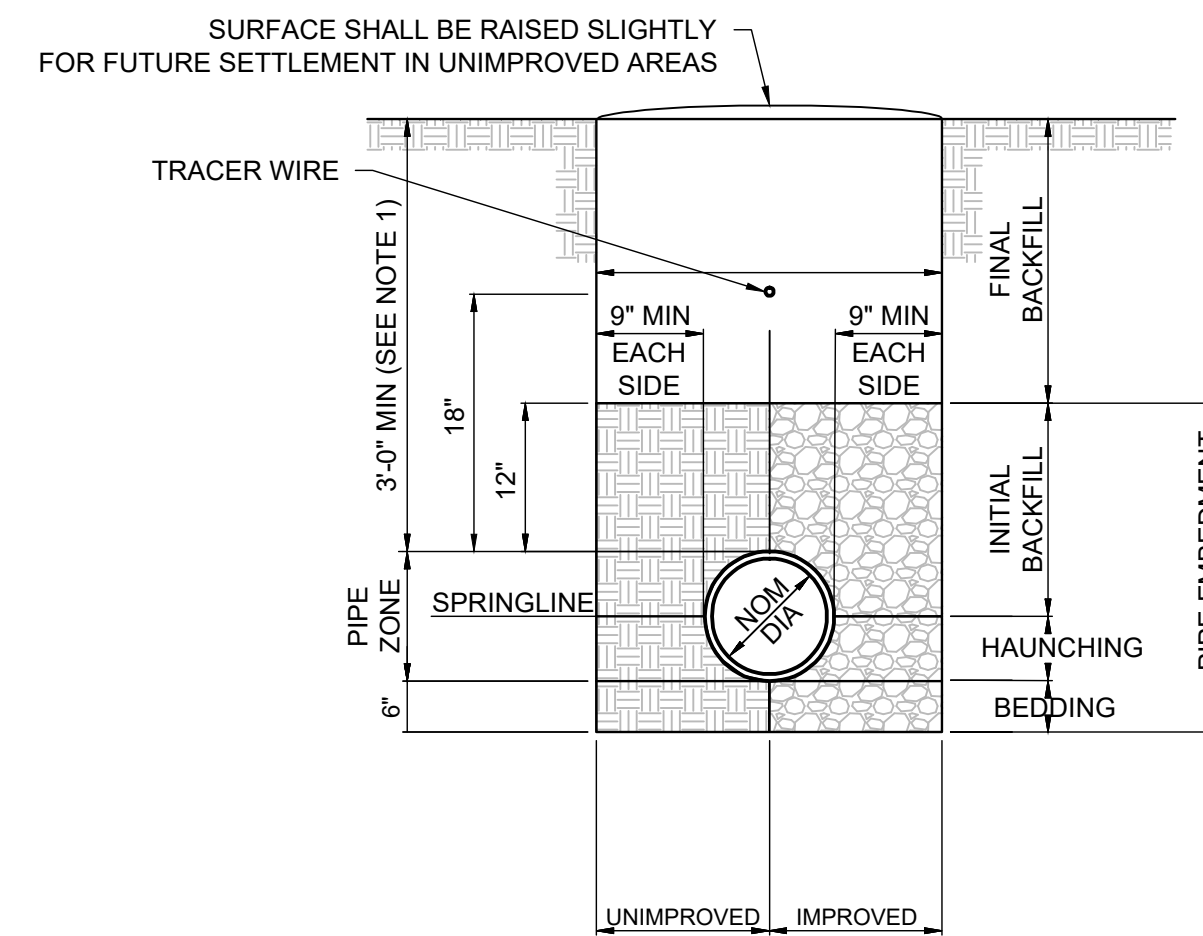 SURFACE SHALL BE RAISED SLIGHTLY
FOR FUTURE SETTLEMENT IN UNIMPROVED AREAS
TRACER WIRE
3'-0" MIN (SEE NOTE 1)
18"
12"
9" MIN
EACH
SIDE
9" MIN
EACH
SIDE
FINAL
BACKFILL
INITIAL
BACKFILL
PIPE
ZONE
SPRINGLINE
NOM
DIA
HAUNCHING
6"
BEDDING
UNIMPROVED
IMPROVED